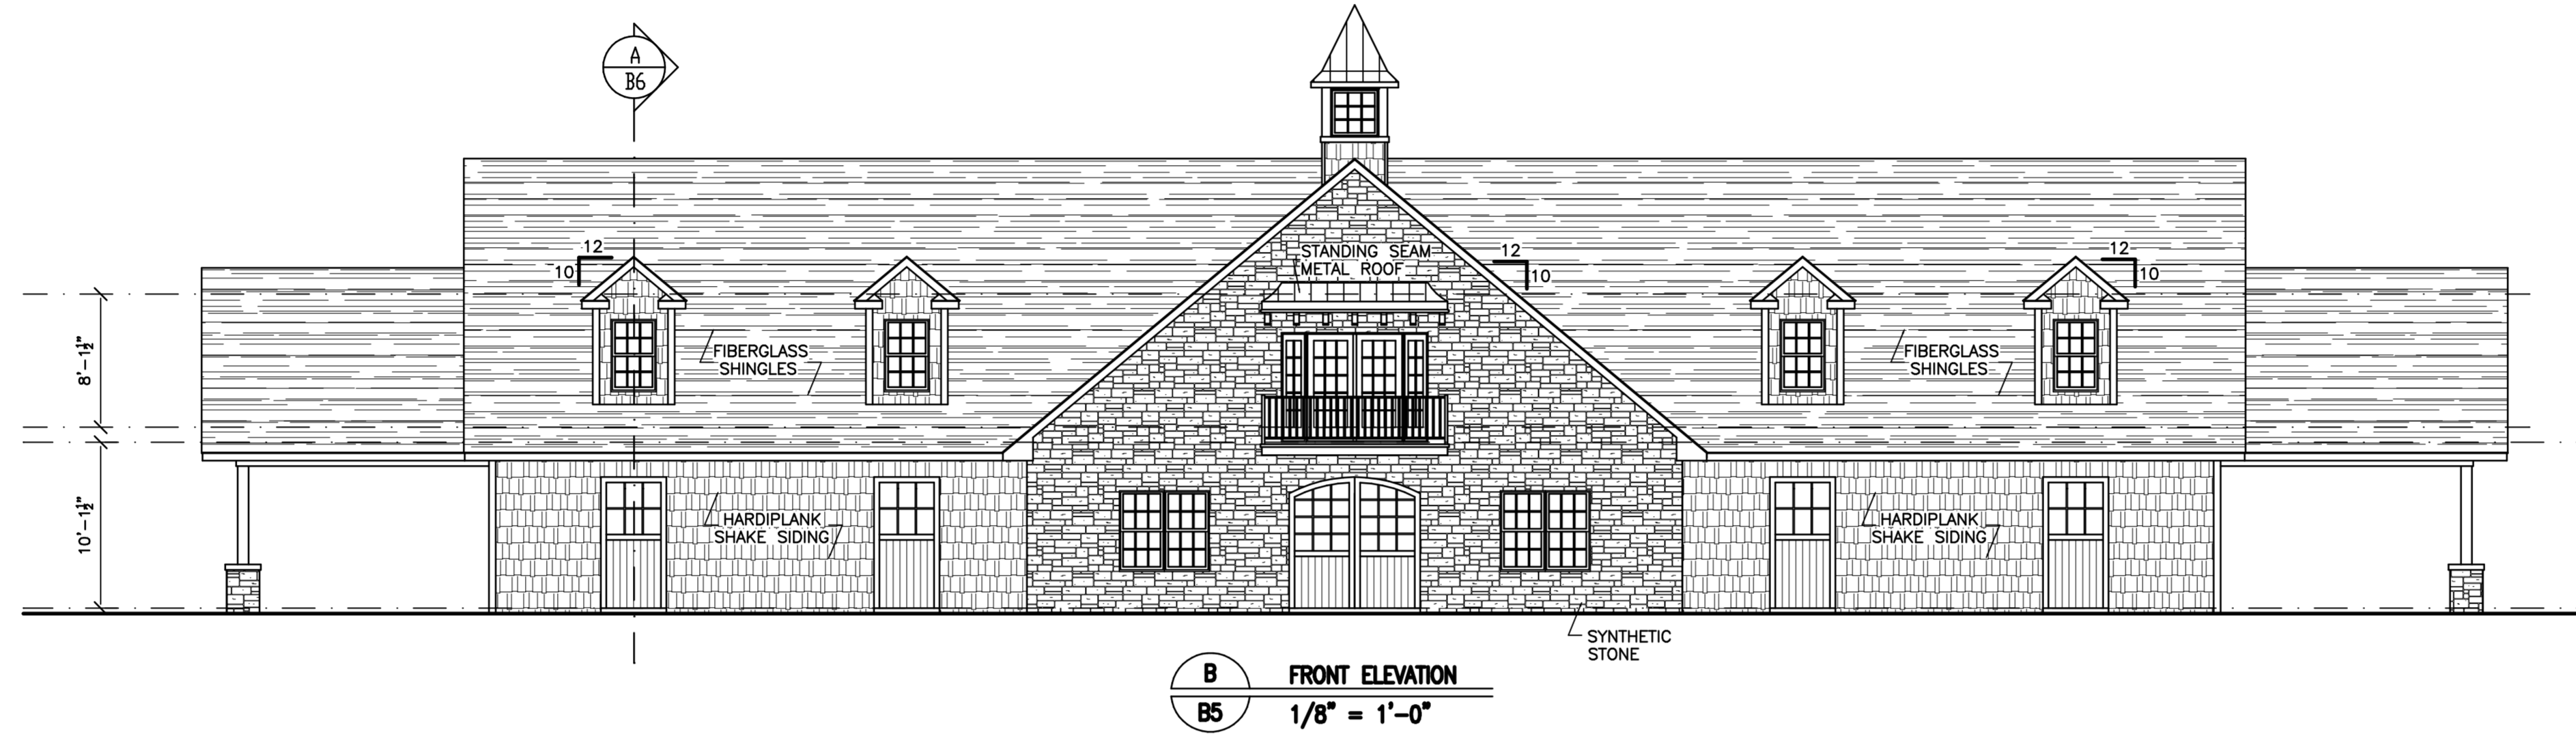 A
B6
12
10
STANDING SEAM
METAL ROOF
12
10
12
10
8'-1½"
FIBERGLASS
SHINGLES
FIBERGLASS
SHINGLES
10'-1½"
HARDIPLANK
SHAKE SIDING
HARDIPLANK
SHAKE SIDING
SYNTHETIC
STONE
B
FRONT ELEVATION
B5
1/8" = 1'-0"